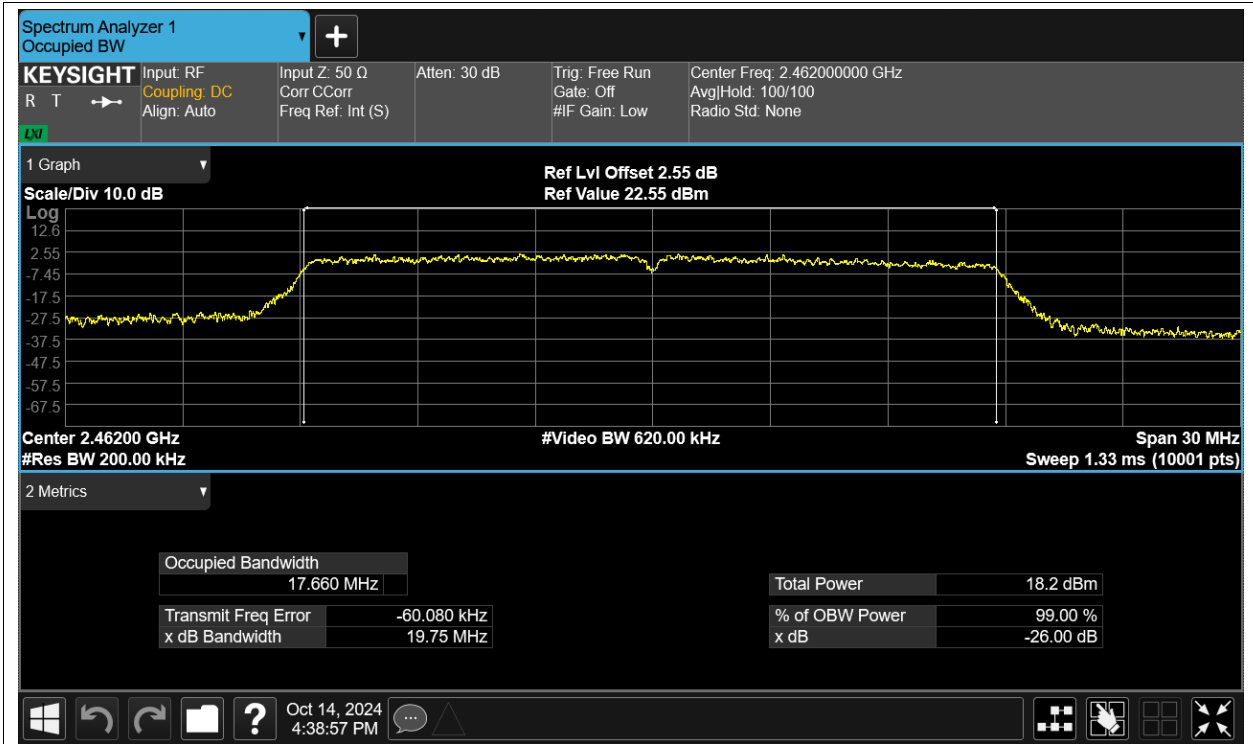 Spectrum Analyzer 1
Occupied BW
KEYSIGHT
R T
LXI
Input: RF
Coupling: DC
Align: Auto
Input Z: 50 Ω
Corr CCorr
Freq Ref: Int (S)
Atten: 30 dB
Trig: Free Run
Gate: Off
#IF Gain: Low
Center Freq: 2.462000000 GHz
Avg|Hold: 100/100
Radio Std: None
1 Graph
Scale/Div 10.0 dB
Ref Lvl Offset 2.55 dB
Ref Value 22.55 dBm
Log
12.6
2.55
-7.45
-17.5
-27.5
-37.5
-47.5
-57.5
-67.5
Center 2.46200 GHz
#Res BW 200.00 kHz
#Video BW 620.00 kHz
Span 30 MHz
Sweep 1.33 ms (10001 pts)
2 Metrics
Occupied Bandwidth
17.660 MHz
Transmit Freq Error -60.080 kHz
x dB Bandwidth 19.75 MHz
Total Power 18.2 dBm
% of OBW Power 99.00 %
x dB -26.00 dB
?
Oct 14, 2024
4:38:57 PM